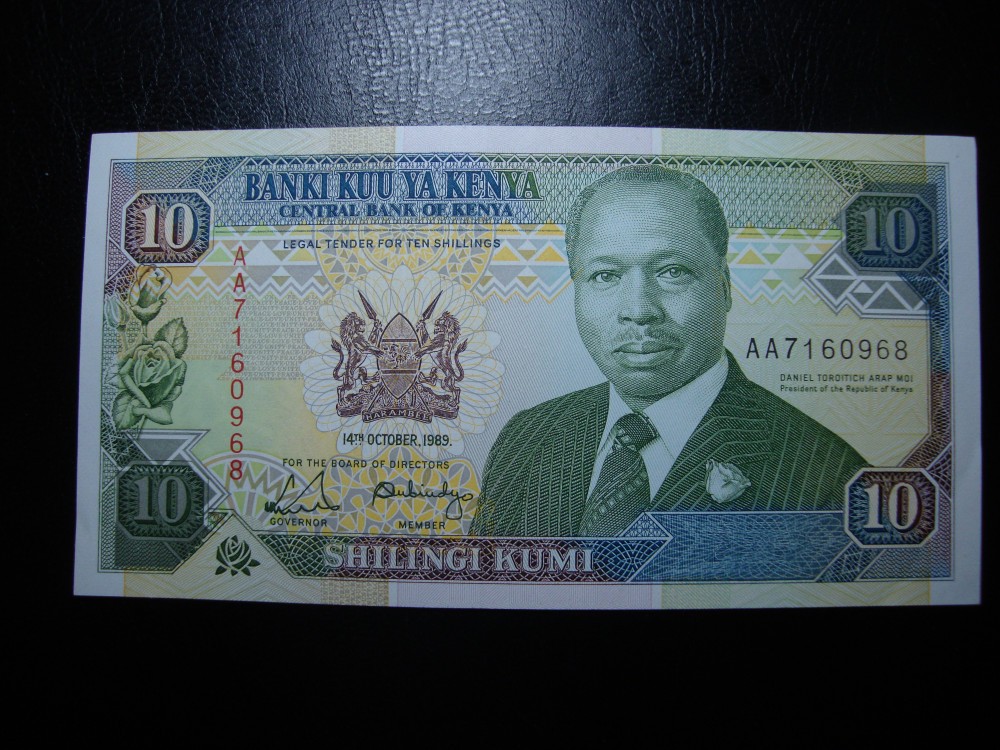 BANKI KUU YA KENYA
CENTRAL BANK OF KENYA
LEGAL TENDER FOR TEN SHILLINGS
10
10
AA7160968
AA7160968
DANIEL TOROITICH ARAP MOI
President of the Republic of Kenya
HARAMBEE
14TH OCTOBER, 1989.
FOR THE BOARD OF DIRECTORS
GOVERNOR
MEMBER
10
10
SHILINGI KUMI